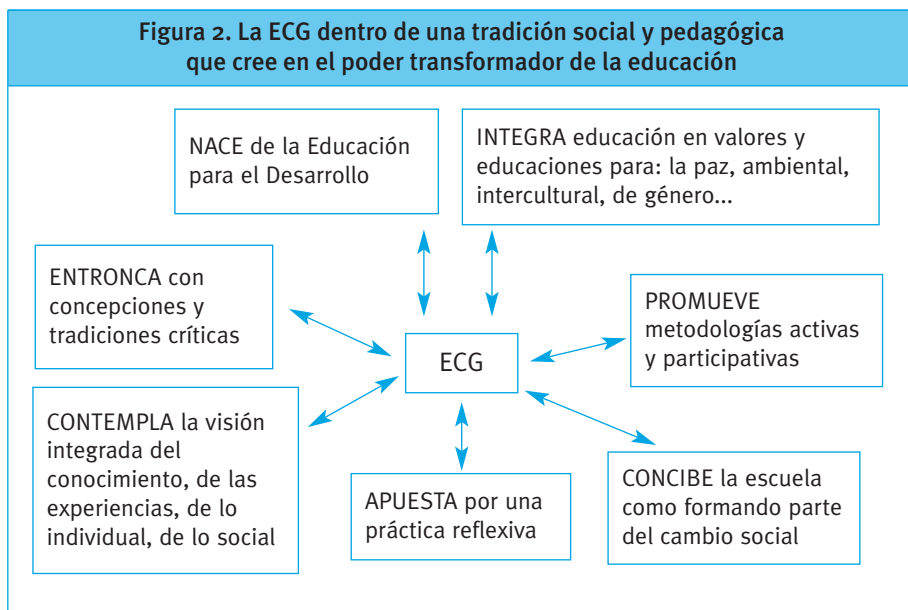 Figura 2. La ECG dentro de una tradición social y pedagógica
que cree en el poder transformador de la educación
NACE de la Educación
para el Desarrollo
INTEGRA educación en valores y
educaciones para: la paz, ambiental,
intercultural, de género...
ENTRONCA con
concepciones y
tradiciones críticas
PROMUEVE
metodologías activas
y participativas
ECG
CONTEMPLA la visión
integrada del
conocimiento, de las
experiencias, de lo
individual, de lo social
APUESTA por una
práctica reflexiva
CONCIBE la escuela
como formando parte
del cambio social